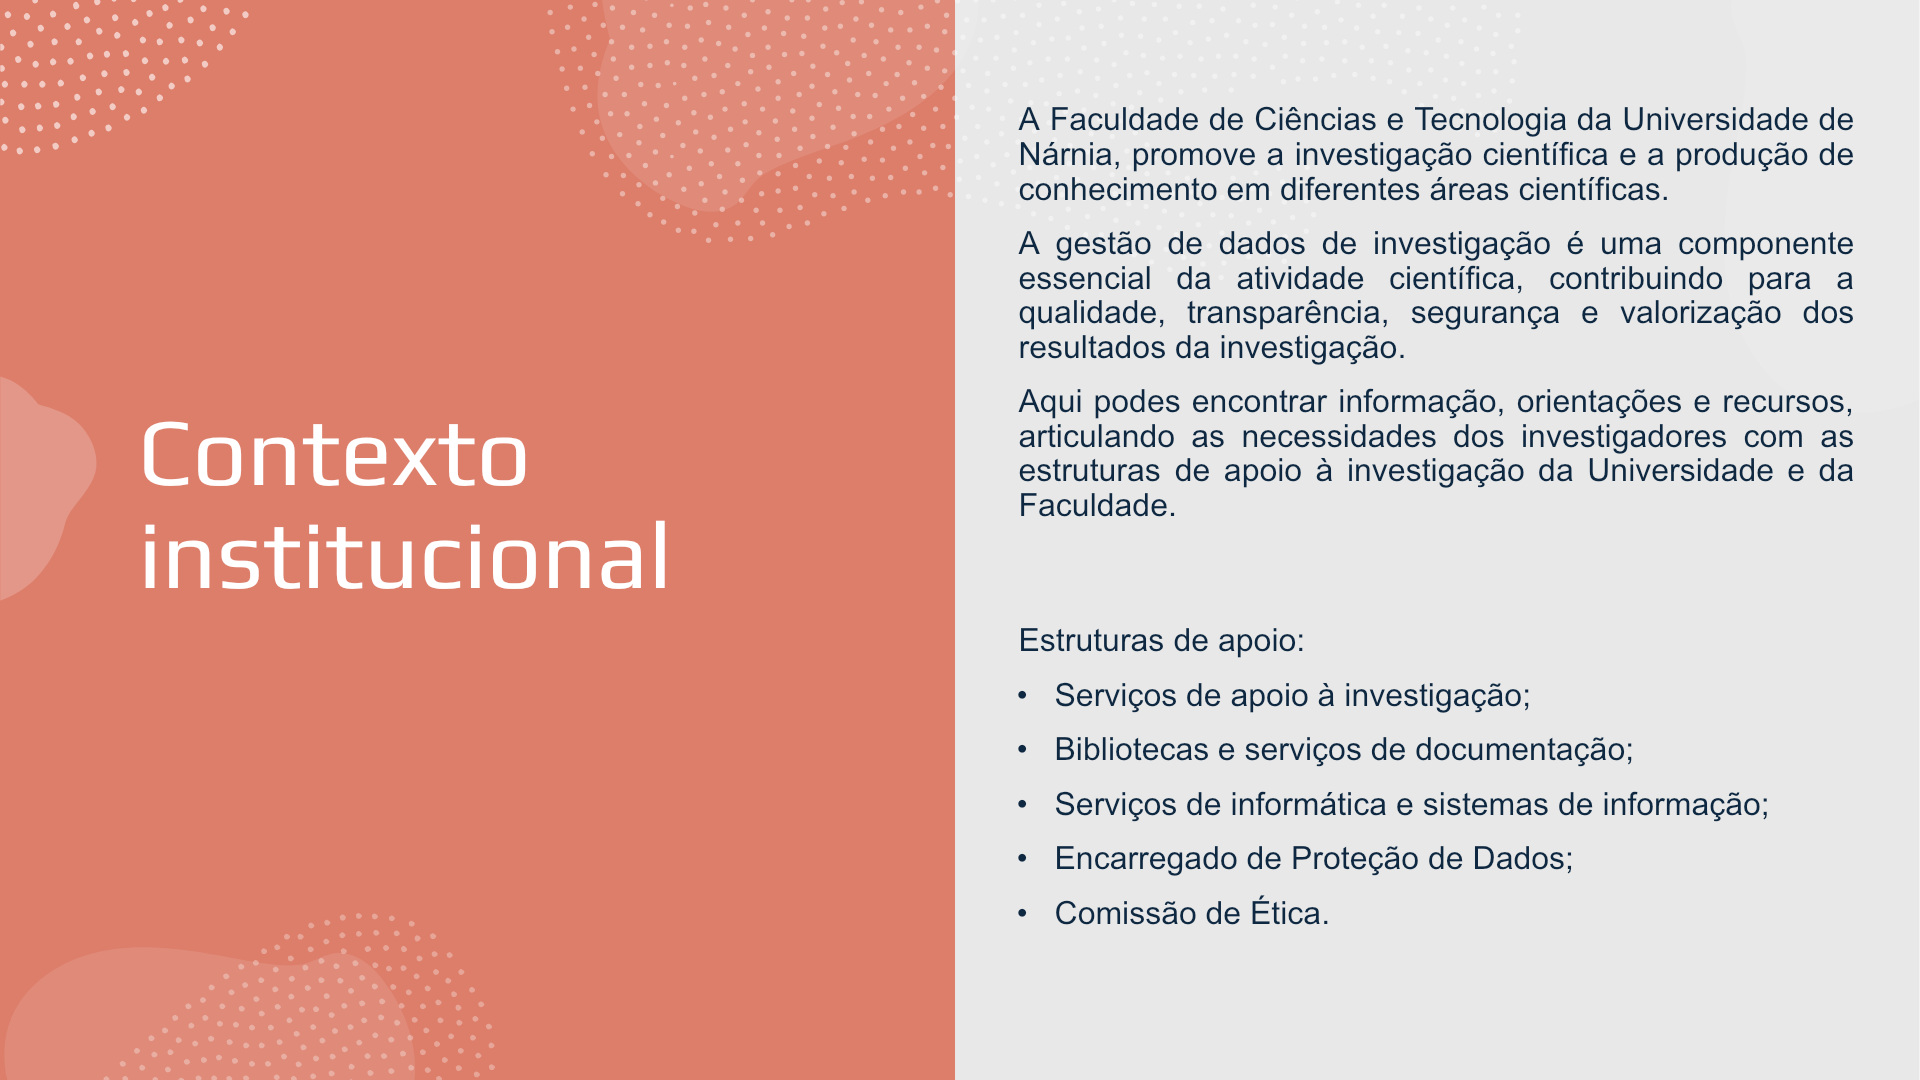 Contexto
institucional
A Faculdade de Ciências e Tecnologia da Universidade de
Nárnia, promove a investigação científica e a produção de
conhecimento em diferentes áreas científicas.
A gestão de dados de investigação é uma componente
essencial da atividade científica, contribuindo para a
qualidade, transparência, segurança e valorização dos
resultados da investigação.
Aqui podes encontrar informação, orientações e recursos,
articulando as necessidades dos investigadores com as
estruturas de apoio à investigação da Universidade e da
Faculdade.
Estruturas de apoio:
• Serviços de apoio à investigação;
• Bibliotecas e serviços de documentação;
• Serviços de informática e sistemas de informação;
• Encarregado de Proteção de Dados;
• Comissão de Ética.